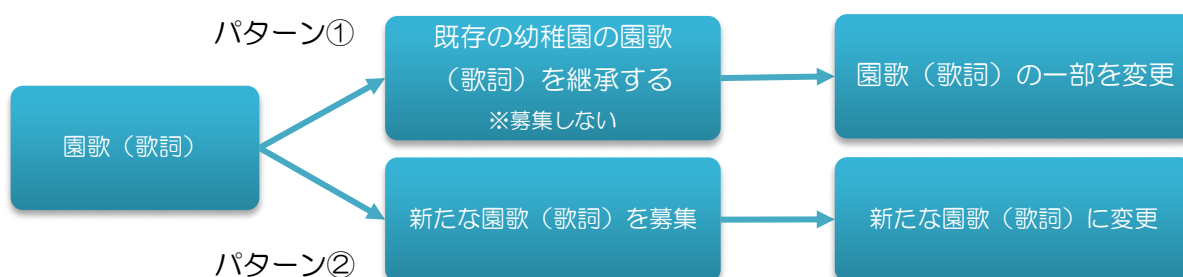 パターン①
既存の幼稚園の園歌
（歌詞）を継承する
※募集しない
園歌（歌詞）の一部を変更
園歌（歌詞）
新たな園歌（歌詞）を募集
新たな園歌（歌詞）に変更
パターン②